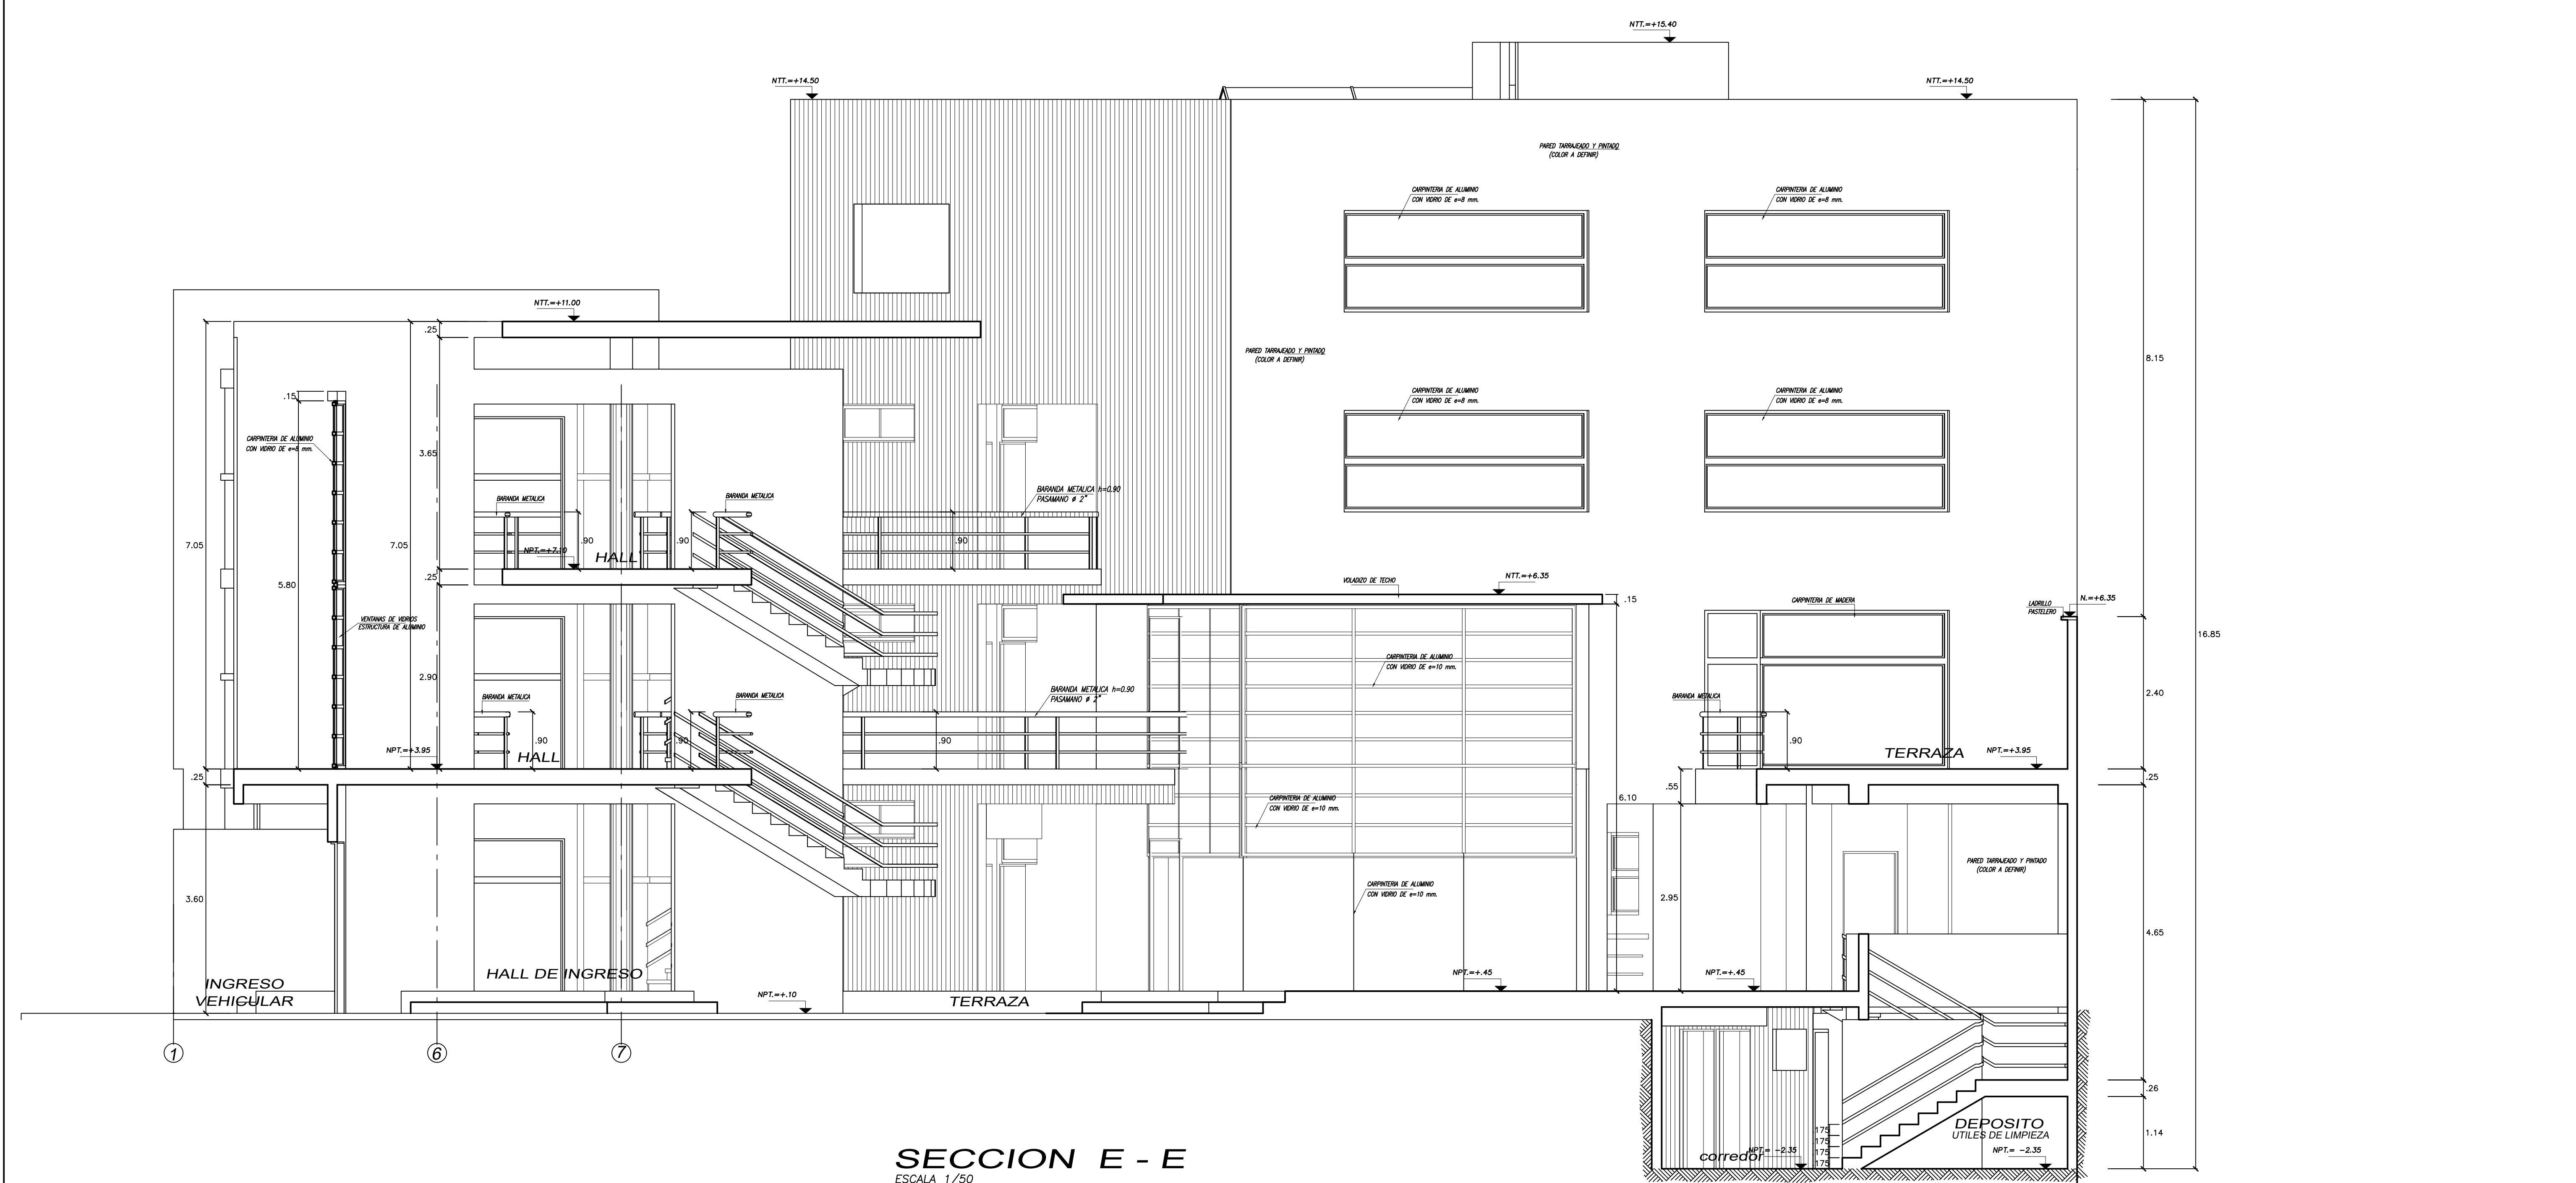 NTT.=+15.40
NTT.=+14.50
NTT.=+14.50
PARED TARRAJEADO Y PINTADO
(COLOR A DEFINIR)
CARPINTERIA DE ALUMINIO
CON VIDRIO DE e=8 mm.
CARPINTERIA DE ALUMINIO
CON VIDRIO DE e=8 mm.
NTT.=+11.00
.25
PARED TARRAJEADO Y PINTADO
(COLOR A DEFINIR)
8.15
.15
CARPINTERIA DE ALUMINIO
CON VIDRIO DE e=8 mm.
CARPINTERIA DE ALUMINIO
CON VIDRIO DE e=8 mm.
CARPINTERIA DE ALUMINIO
CON VIDRIO DE e=8 mm.
3.65
BARANDA METALICA
BARANDA METALICA
BARANDA METALICA h=0.90
PASAMANO ø 2"
7.05
7.05
NPT.=+7.10
.90
HALL
.90
.90
5.80
.25
VOLADIZO DE TECHO
NTT.=+6.35
.15
CARPINTERIA DE MADERA
LADRILLO
PASTELERO
N.=+6.35
VENTANAS DE VIDRIOS
ESTRUCTURA DE ALUMINIO
16.85
2.90
CARPINTERIA DE ALUMINIO
CON VIDRIO DE e=10 mm.
BARANDA METALICA
BARANDA METALICA
BARANDA METALICA h=0.90
PASAMANO ø 2"
BARANDA METALICA
2.40
NPT.=+3.95
HALL
.90
.90
.90
.90
TERRAZA
NPT.=+3.95
.25
.25
.55
6.10
CARPINTERIA DE ALUMINIO
CON VIDRIO DE e=10 mm.
PARED TARRAJEADO Y PINTADO
(COLOR A DEFINIR)
CARPINTERIA DE ALUMINIO
CON VIDRIO DE e=10 mm.
3.60
2.95
4.65
INGRESO
VEHICULAR
HALL DE INGRESO
NPT.=+.10
TERRAZA
NPT.=+.45
NPT.=+.45
1
6
7
.26
DEPOSITO
UTILES DE LIMPIEZA
1.14
175
175
175
175
corredor
NPT.= -2.35
NPT.= -2.35
SECCION E - E
ESCALA 1/50